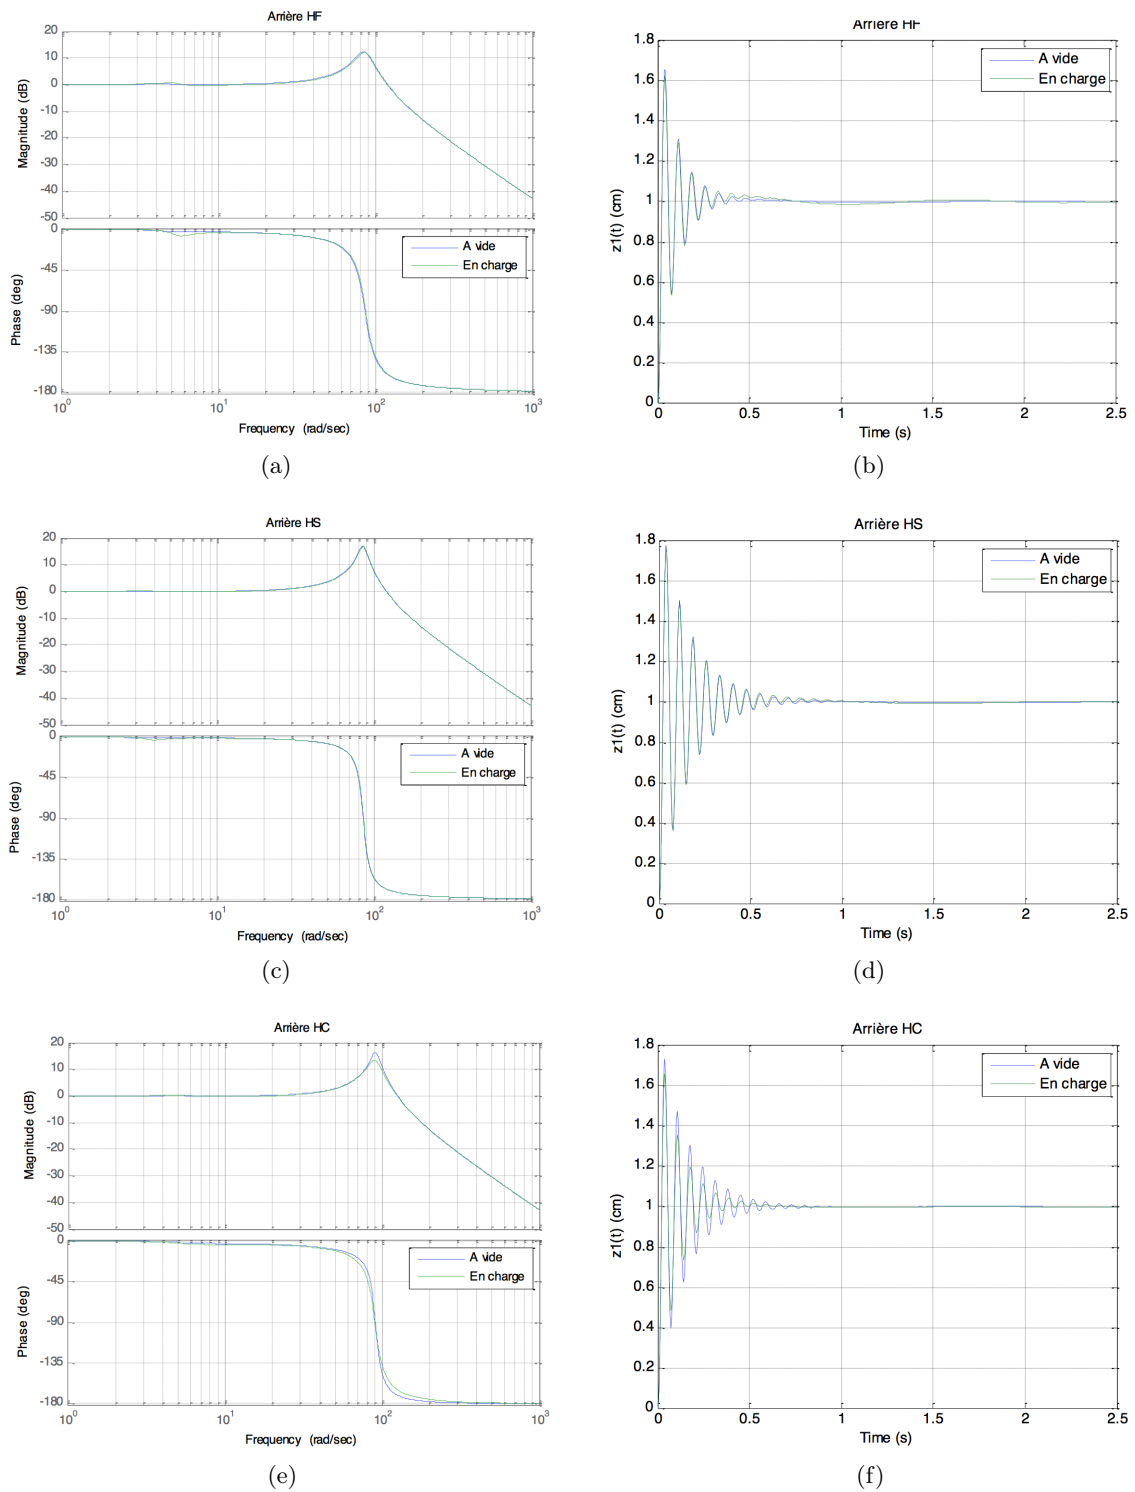 Arrière HF
20
10
0
-10
-20
-30
-40
-50
Magnitude (dB)
0
-45
-90
-135
-180
Phase (deg)
A vide
En charge
10^0 10^1 10^2 10^3
Frequency (rad/sec)
(a)
Arrière HF
1.8
1.6
1.4
1.2
1
0.8
0.6
0.4
0.2
0
z1(t) (cm)
A vide
En charge
0 0.5 1 1.5 2 2.5
Time (s)
(b)
Arrière HS
20
10
0
-10
-20
-30
-40
-50
Magnitude (dB)
0
-45
-90
-135
-180
Phase (deg)
A vide
En charge
10^0 10^1 10^2 10^3
Frequency (rad/sec)
(c)
Arrière HS
1.8
1.6
1.4
1.2
1
0.8
0.6
0.4
0.2
0
z1(t) (cm)
A vide
En charge
0 0.5 1 1.5 2 2.5
Time (s)
(d)
Arrière HC
20
10
0
-10
-20
-30
-40
-50
Magnitude (dB)
0
-45
-90
-135
-180
Phase (deg)
A vide
En charge
10^0 10^1 10^2 10^3
Frequency (rad/sec)
(e)
Arrière HC
1.8
1.6
1.4
1.2
1
0.8
0.6
0.4
0.2
0
z1(t) (cm)
A vide
En charge
0 0.5 1 1.5 2 2.5
Time (s)
(f)